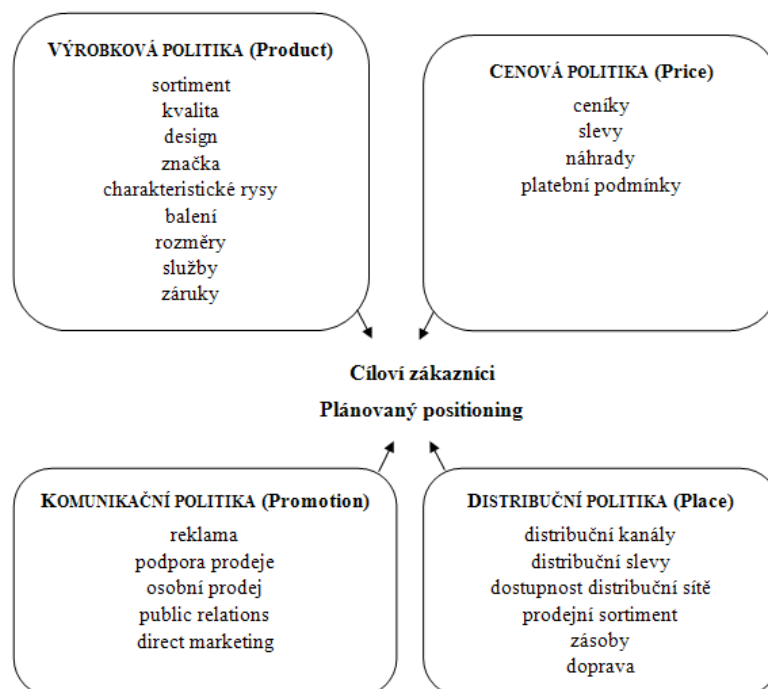 VÝROBKOVÁ POLITIKA (Product)
sortiment
kvalita
design
značka
charakteristické rysy
balení
rozměry
služby
záruky
CENOVÁ POLITIKA (Price)
ceníky
slevy
náhrady
platební podmínky
Cíloví zákazníci
Plánovaný positioning
KOMUNIKAČNÍ POLITIKA (Promotion)
reklama
podpora prodeje
osobní prodej
public relations
direct marketing
DISTRIBUČNÍ POLITIKA (Place)
distribuční kanály
distribuční slevy
dostupnost distribuční sítě
prodejní sortiment
zásoby
doprava